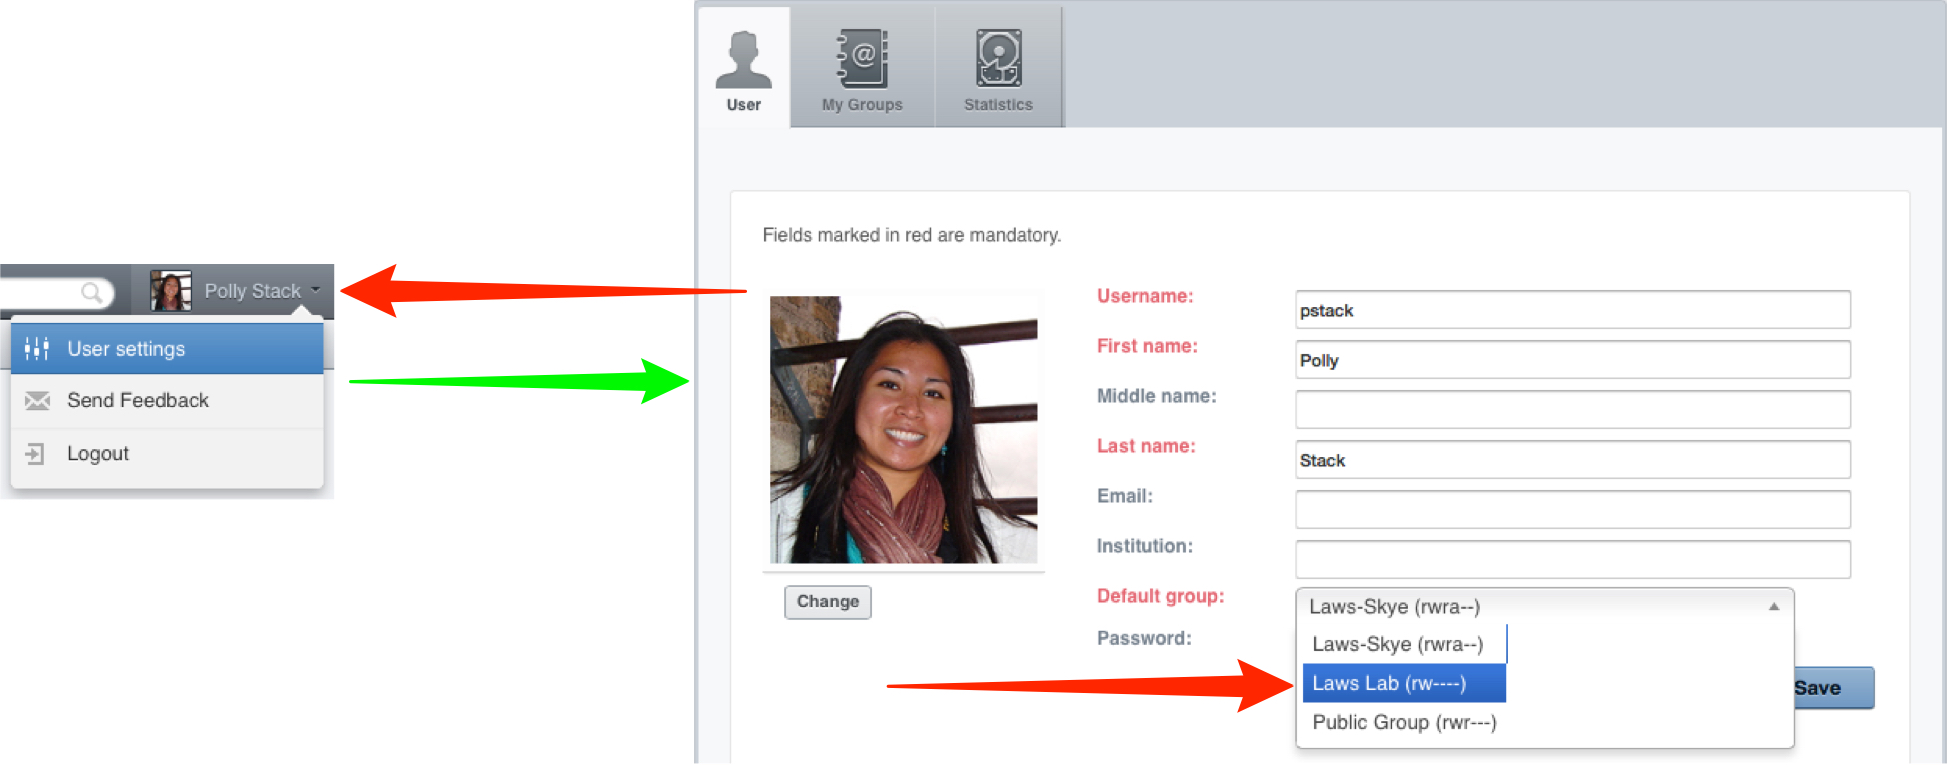 Polly Stack
User settings
Send Feedback
Logout
User
My Groups
Statistics
Fields marked in red are mandatory.
Change
Username:
pstack
First name:
Polly
Middle name:
Last name:
Stack
Email:
Institution:
Default group:
Laws-Skye (rwra--)
Password:
Laws-Skye (rwra--)
Laws Lab (rw----)
Public Group (rwr---)
Save